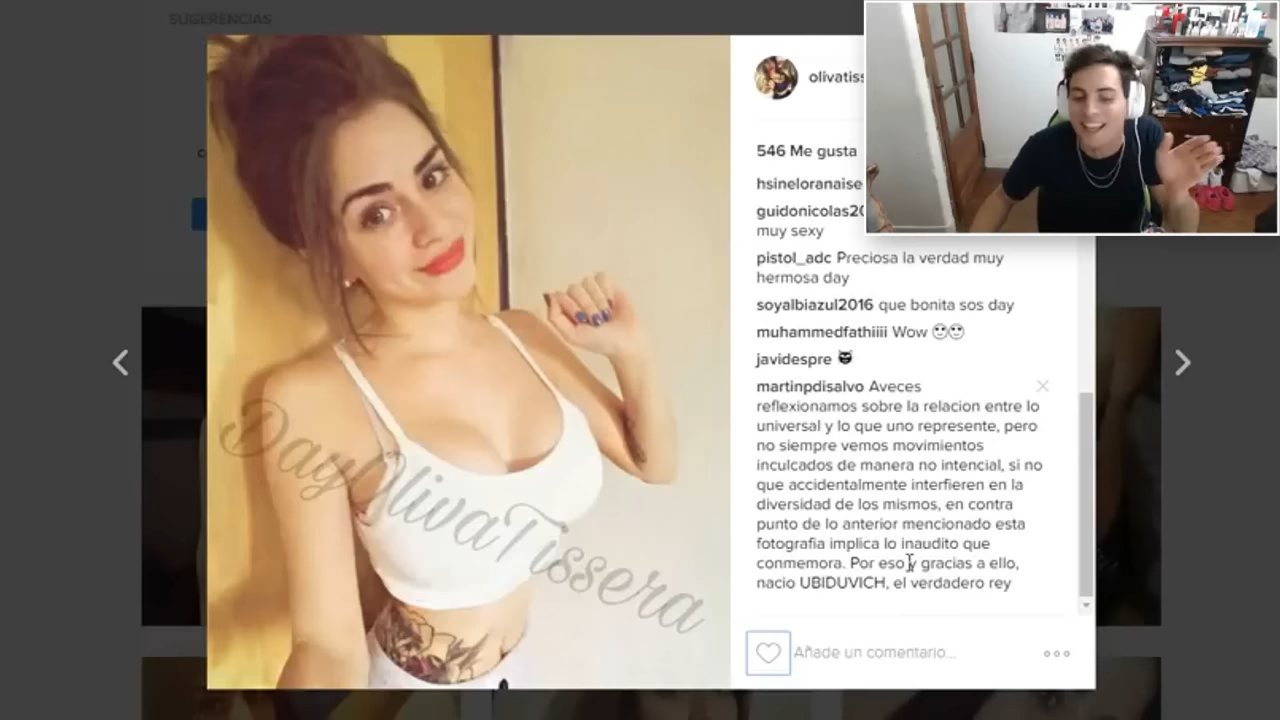 SUGERENCIAS
olivatiss
546 Me gusta
hsineloranaise
guidonicolas20
muy sexy
pistol_adc Preciosa la verdad muy
hermosa day
soyalbiazul2016 que bonita sos day
muhammedfathiiii Wow 🙄🙄
javidespre 😈
martinpdisalvo Aveces
reflexionamos sobre la relacion entre lo
universal y lo que uno represente, pero
no siempre vemos movimientos
inculcados de manera no intencial, si no
que accidentalmente interfieren en la
diversidad de los mismos, en contra
punto de lo anterior mencionado esta
fotografia implica lo inaudito que
conmemora. Por eso y gracias a ello,
nacio UBIDUVICH, el verdadero rey
Añade un comentario...
DayOlivaTissera